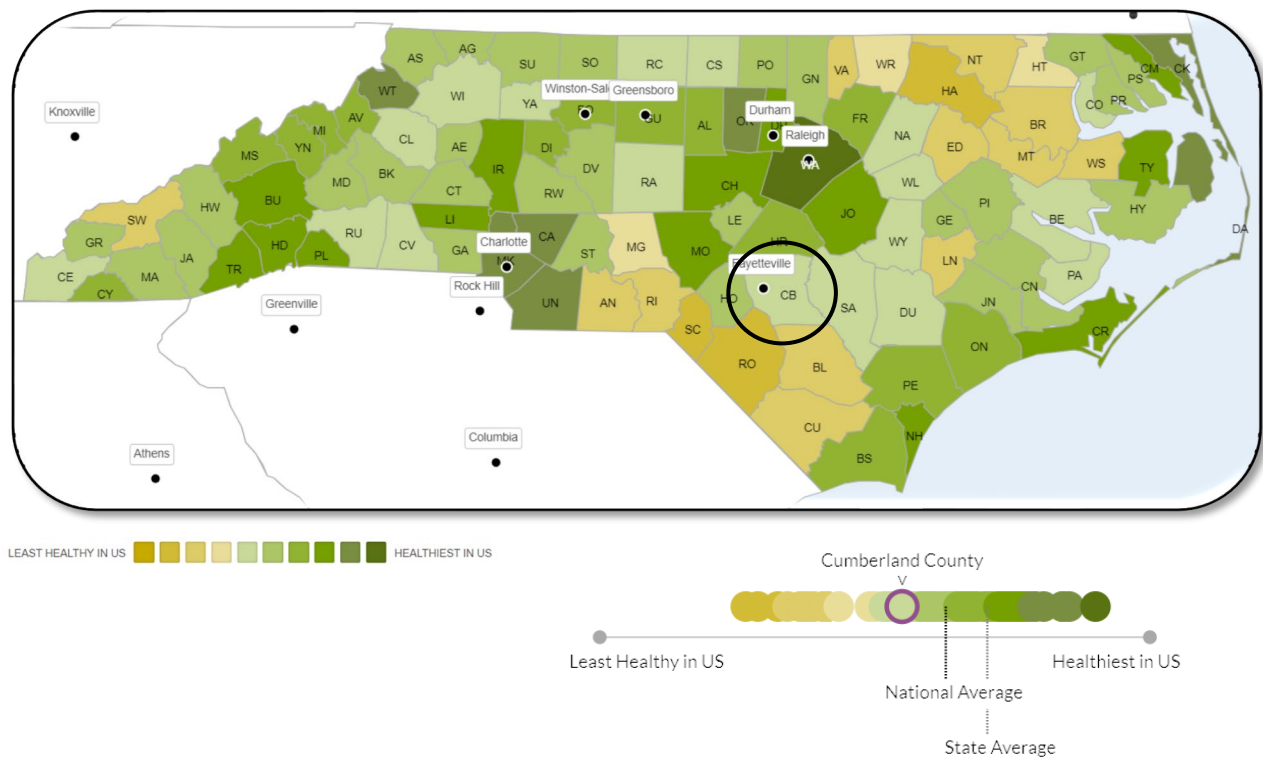 AS
AG
SU
SO
RC
CS
PO
GN
VA
WR
HA
NT
HT
GT
CM
CK
PS
PR
CO
WT
WI
YA
Winston-Sale
Greensboro
GU
AL
Durham
Raleigh
WA
FR
NA
ED
BR
MT
WS
TY
Knoxville
AV
MI
YN
MS
CL
AE
IR
DI
DV
RA
CH
JO
WL
WY
GE
PI
BE
HY
DA
SW
HW
BU
MD
BK
CT
RW
LI
GR
JA
HD
PL
TR
RU
CV
GA
Charlotte
MK
CA
ST
MG
MO
LE
HR
Fayetteville
HO
CB
SA
DU
LN
JN
CN
PA
CR
CE
CY
MA
Greenville
Rock Hill
UN
AN
RI
SC
RO
BL
ON
PE
CU
NH
BS
Athens
Columbia
LEAST HEALTHY IN US
HEALTHIEST IN US
Cumberland County
v
Least Healthy in US
Healthiest in US
National Average
State Average